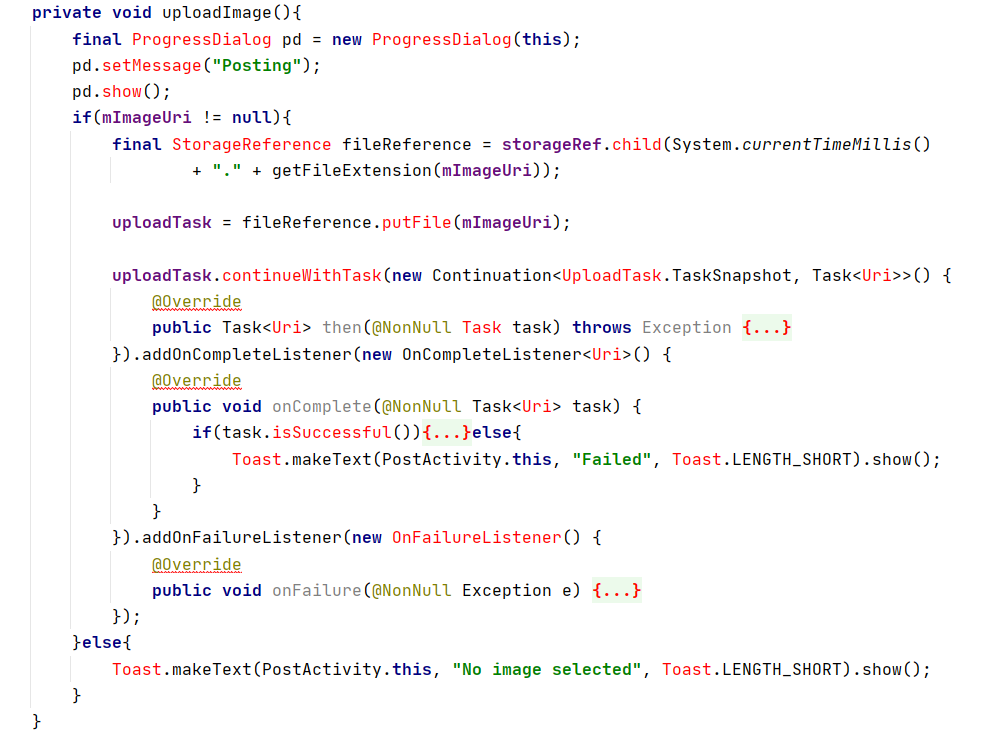 private void uploadImage(){
    final ProgressDialog pd = new ProgressDialog(this);
    pd.setMessage("Posting");
    pd.show();
    if(mImageUri != null){
        final StorageReference fileReference = storageRef.child(System.currentTimeMillis()
                + "." + getFileExtension(mImageUri));

        uploadTask = fileReference.putFile(mImageUri);

        uploadTask.continueWithTask(new Continuation<UploadTask.TaskSnapshot, Task<Uri>>() {
            @Override
            public Task<Uri> then(@NonNull Task task) throws Exception {...}
        }).addOnCompleteListener(new OnCompleteListener<Uri>() {
            @Override
            public void onComplete(@NonNull Task<Uri> task) {
                if(task.isSuccessful()){...}else{
                    Toast.makeText(PostActivity.this, "Failed", Toast.LENGTH_SHORT).show();
                }
            }
        }).addOnFailureListener(new OnFailureListener() {
            @Override
            public void onFailure(@NonNull Exception e) {...}
        });
    }else{
        Toast.makeText(PostActivity.this, "No image selected", Toast.LENGTH_SHORT).show();
    }
}